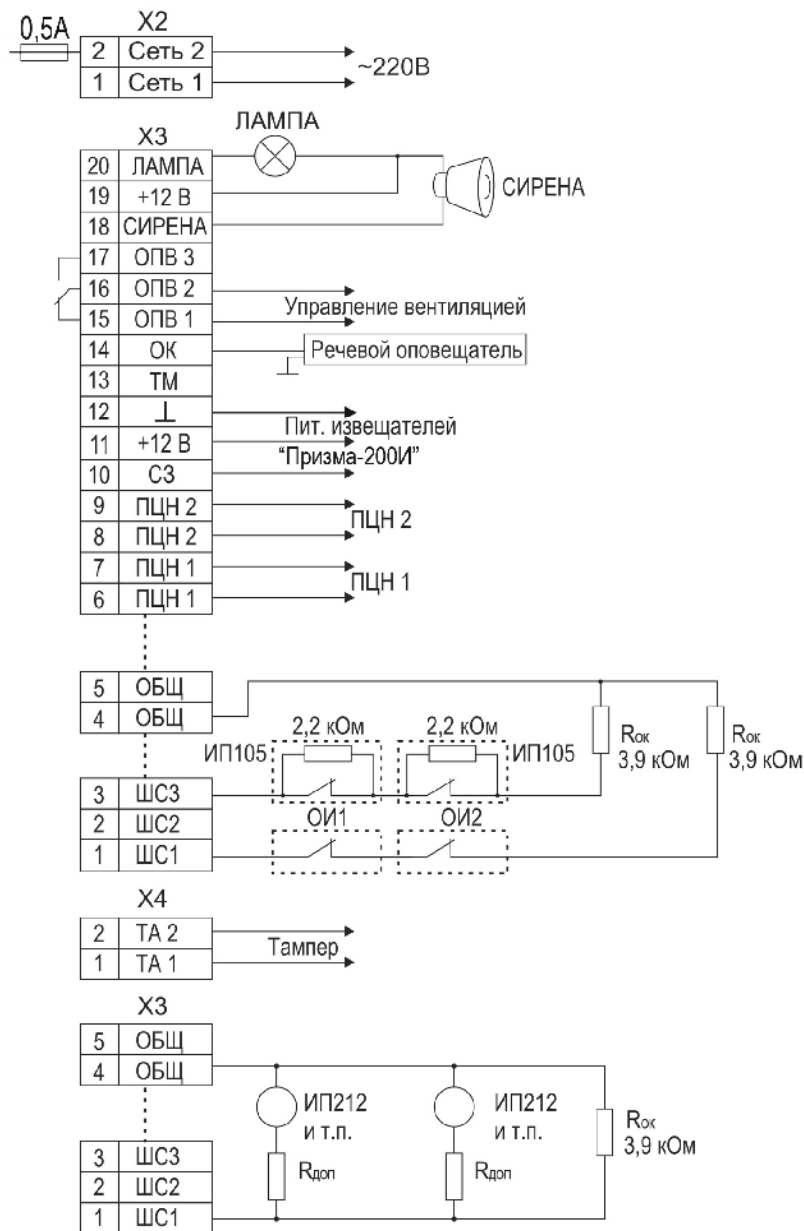 0,5А
X2
2 Сеть 2
1 Сеть 1
~220В
X3
ЛАМПА
20 ЛАМПА
19 +12 В
18 СИРЕНА
СИРЕНА
17 ОПВ 3
16 ОПВ 2
15 ОПВ 1
Управление вентиляцией
14 ОК
Речевой оповещатель
13 ТМ
12 ⊥
11 +12 В
10 СЗ
Пит. извещателей
“Призма-200И”
9 ПЦН 2
8 ПЦН 2
ПЦН 2
7 ПЦН 1
6 ПЦН 1
ПЦН 1
5 ОБЩ
4 ОБЩ
2,2 кОм 2,2 кОм
ИП105 ИП105
Rок
3,9 кОм
Rок
3,9 кОм
3 ШС3
2 ШС2
1 ШС1
ОИ1 ОИ2
X4
2 ТА 2
1 ТА 1
Тампер
X3
5 ОБЩ
4 ОБЩ
ИП212
и т.п.
ИП212
и т.п.
Rок
3,9 кОм
Rдоп
Rдоп
3 ШС3
2 ШС2
1 ШС1